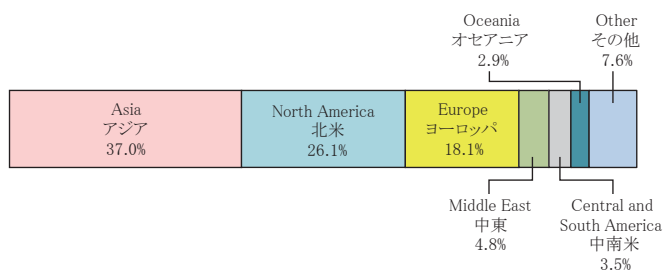 Oceania
オセアニア
2.9%
Other
その他
7.6%
Asia
アジア
37.0%
North America
北米
26.1%
Europe
ヨーロッパ
18.1%
Middle East
中東
4.8%
Central and
South America
中南米
3.5%